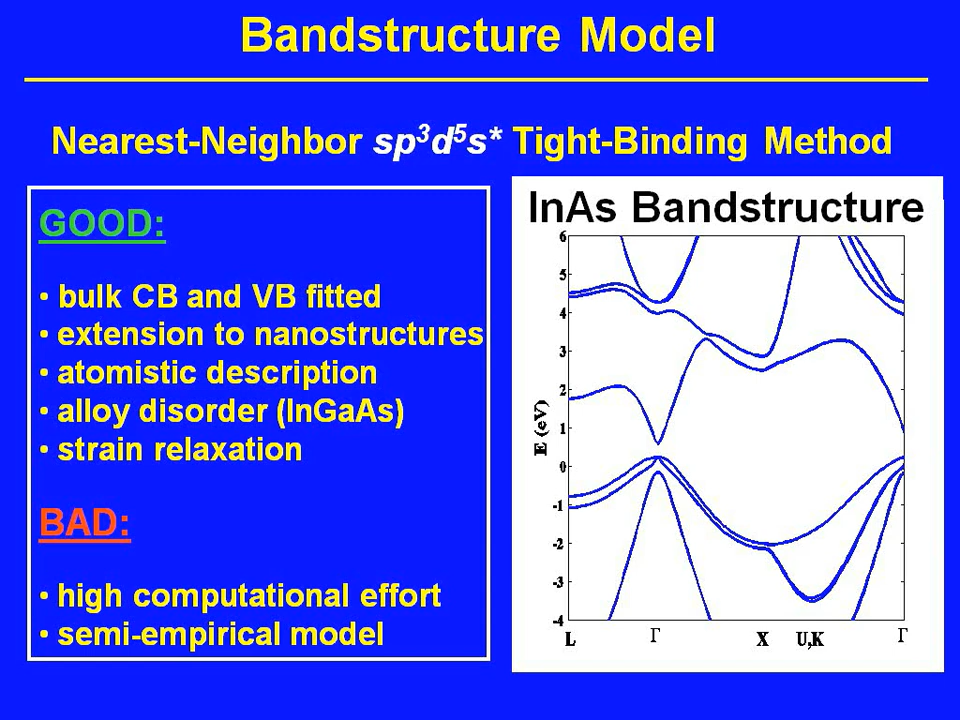 Bandstructure Model
Nearest-Neighbor sp³d⁵s* Tight-Binding Method
GOOD:
• bulk CB and VB fitted
• extension to nanostructures
• atomistic description
• alloy disorder (InGaAs)
• strain relaxation
BAD:
• high computational effort
• semi-empirical model
InAs Bandstructure
E (eV)
6
5
4
3
2
1
0
-1
-2
-3
-4
L Γ X U,K Γ